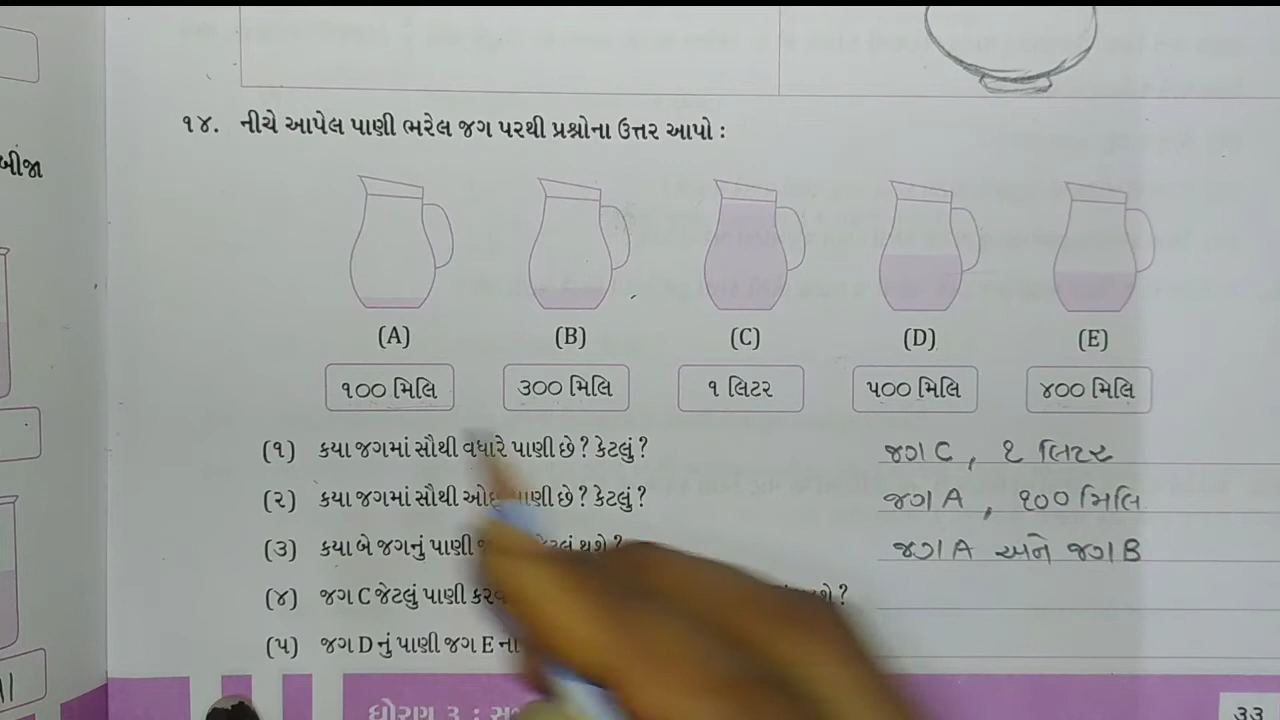 બીજા
૧૪. નીચે આપેલ પાણી ભરેલ જગ પરથી પ્રશ્નોના ઉત્તર આપો :
(A) (B) (C) (D) (E)
૧૦૦ મિલિ ૩૦૦ મિલિ ૧ લિટર ૫૦૦ મિલિ ૪૦૦ મિલિ
(૧) કયા જગમાં સૌથી વધારે પાણી છે ? કેટલું ? જગ C , ૧ લિટર
(૨) કયા જગમાં સૌથી ઓછું પાણી છે ? કેટલું ? જગ A , ૧૦૦ મિલિ
(૩) કયા બે જગનું પાણી થશે ? જગ A અને જગ B
(૪) જગ C જેટલું પાણી ?
(૫) જગ D નું પાણી જગ E ના
ધોરણ ૩ : ૩૩